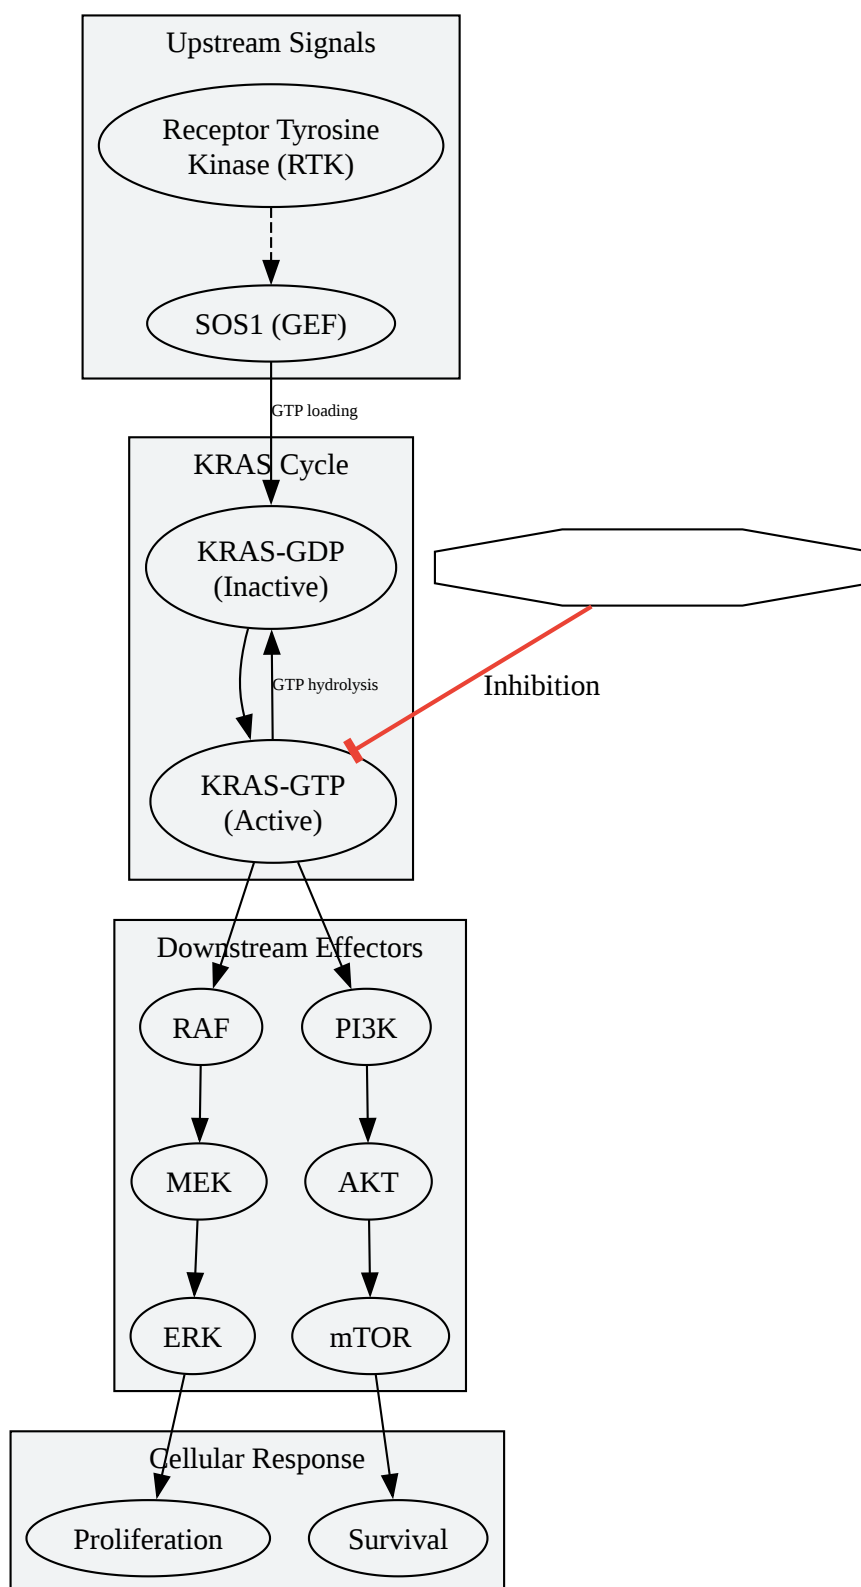 Upstream Signals
Receptor Tyrosine
Kinase (RTK)
SOS1 (GEF)
GTP loading
KRAS Cycle
KRAS-GDP
(Inactive)
GTP hydrolysis
Inhibition
KRAS-GTP
(Active)
Downstream Effectors
RAF
PI3K
MEK
AKT
ERK
mTOR
Cellular Response
Proliferation
Survival